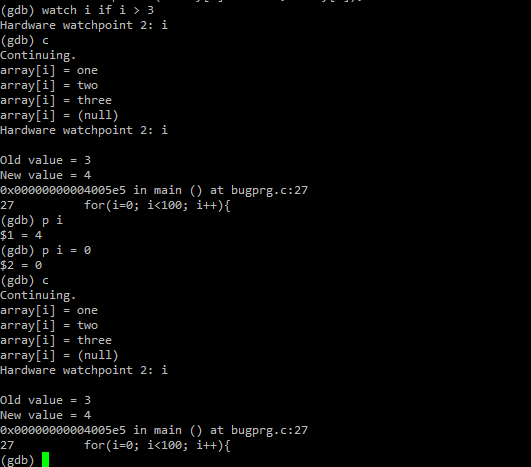 (gdb) watch i if i > 3
Hardware watchpoint 2: i
(gdb) c
Continuing.
array[i] = one
array[i] = two
array[i] = three
array[i] = (null)
Hardware watchpoint 2: i

Old value = 3
New value = 4
0x00000000004005e5 in main () at bugprg.c:27
27          for(i=0; i<100; i++){
(gdb) p i
$1 = 4
(gdb) p i = 0
$2 = 0
(gdb) c
Continuing.
array[i] = one
array[i] = two
array[i] = three
array[i] = (null)
Hardware watchpoint 2: i

Old value = 3
New value = 4
0x00000000004005e5 in main () at bugprg.c:27
27          for(i=0; i<100; i++){
(gdb)